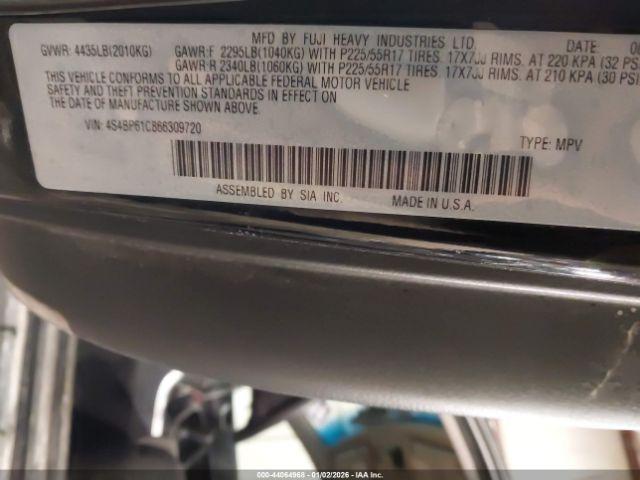 MFD BY FUJI HEAVY INDUSTRIES LTD. DATE:
GVWR: 4435LB(2010KG) GAWR:F 2295LB(1040KG) WITH P225/55R17 TIRES. 17X7JJ RIMS. AT 220 KPA (32 PS
GAWR:R 2340LB(1060KG) WITH P225/55R17 TIRES. 17X7JJ RIMS. AT 210 KPA (30 PS
THIS VEHICLE CONFORMS TO ALL APPLICABLE FEDERAL MOTOR VEHICLE
SAFETY AND THEFT PREVENTION STANDARDS IN EFFECT ON
THE DATE OF MANUFACTURE SHOWN ABOVE.
VIN: 4S4BP61C866309720 TYPE: MPV
ASSEMBLED BY SIA INC. MADE IN U.S.A.
000-44064968 - 01/02/2026 - IAA Inc.